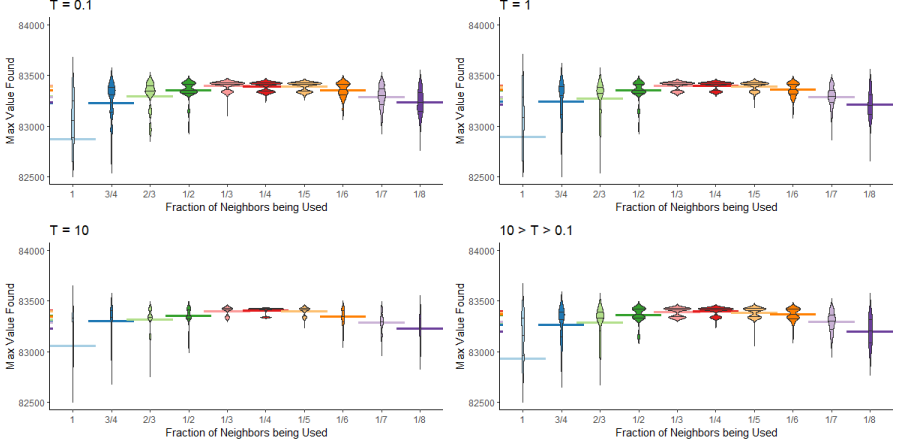 T = 0.1
Max Value Found
84000
83500
83000
82500
1 3/4 2/3 1/2 1/3 1/4 1/5 1/6 1/7 1/8
Fraction of Neighbors being Used
T = 1
Max Value Found
84000
83500
83000
82500
1 3/4 2/3 1/2 1/3 1/4 1/5 1/6 1/7 1/8
Fraction of Neighbors being Used
T = 10
Max Value Found
84000
83500
83000
82500
1 3/4 2/3 1/2 1/3 1/4 1/5 1/6 1/7 1/8
Fraction of Neighbors being Used
10 > T > 0.1
Max Value Found
84000
83500
83000
82500
1 3/4 2/3 1/2 1/3 1/4 1/5 1/6 1/7 1/8
Fraction of Neighbors being Used